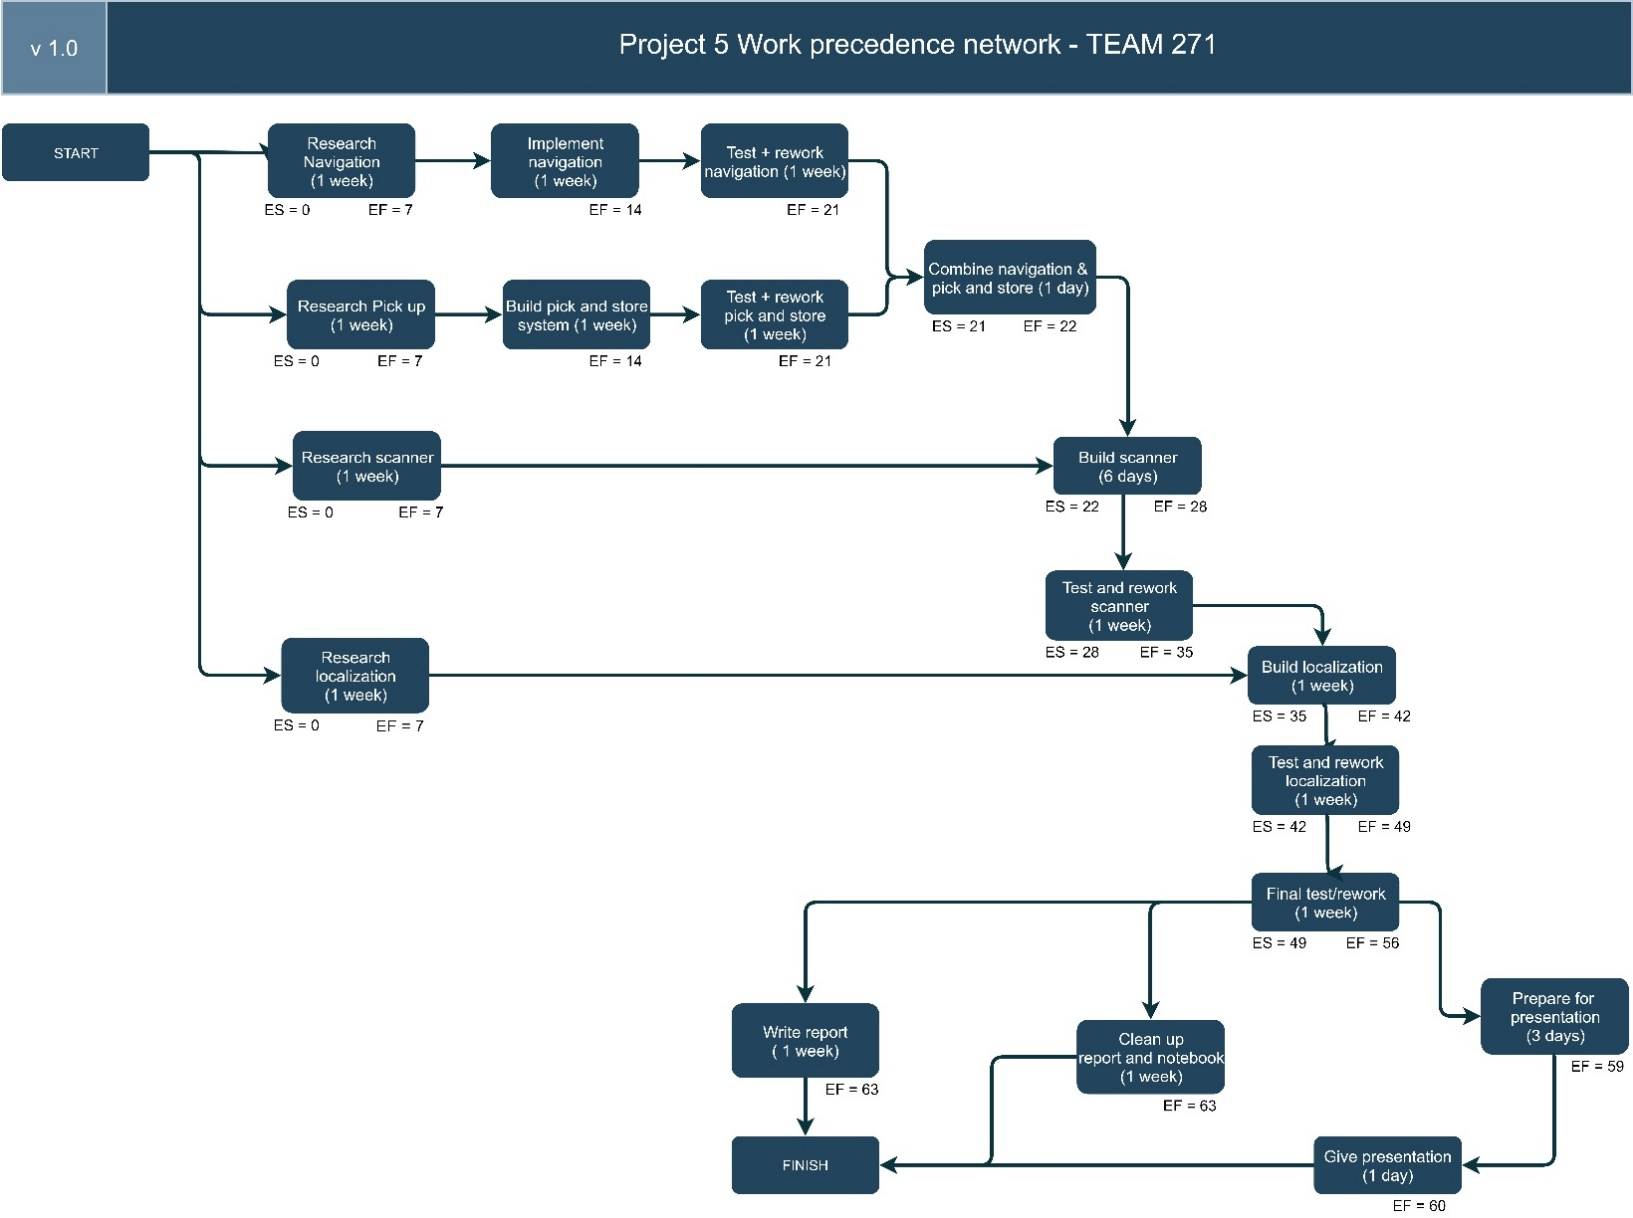 v 1.0
Project 5 Work precedence network - TEAM 271
START
Research
Navigation
(1 week)
ES = 0
EF = 7
Implement
navigation
(1 week)
EF = 14
Test + rework
navigation (1 week)
EF = 21
Research Pick up
(1 week)
ES = 0
EF = 7
Build pick and store
system (1 week)
EF = 14
Test + rework
pick and store
(1 week)
EF = 21
Combine navigation &
pick and store (1 day)
ES = 21
EF = 22
Research scanner
(1 week)
ES = 0
EF = 7
Build scanner
(6 days)
ES = 22
EF = 28
Test and rework
scanner
(1 week)
ES = 28
EF = 35
Research
localization
(1 week)
ES = 0
EF = 7
Build localization
(1 week)
ES = 35
EF = 42
Test and rework
localization
(1 week)
ES = 42
EF = 49
Final test/rework
(1 week)
ES = 49
EF = 56
Write report
( 1 week)
EF = 63
Clean up
report and notebook
(1 week)
EF = 63
Prepare for
presentation
(3 days)
EF = 59
FINISH
Give presentation
(1 day)
EF = 60